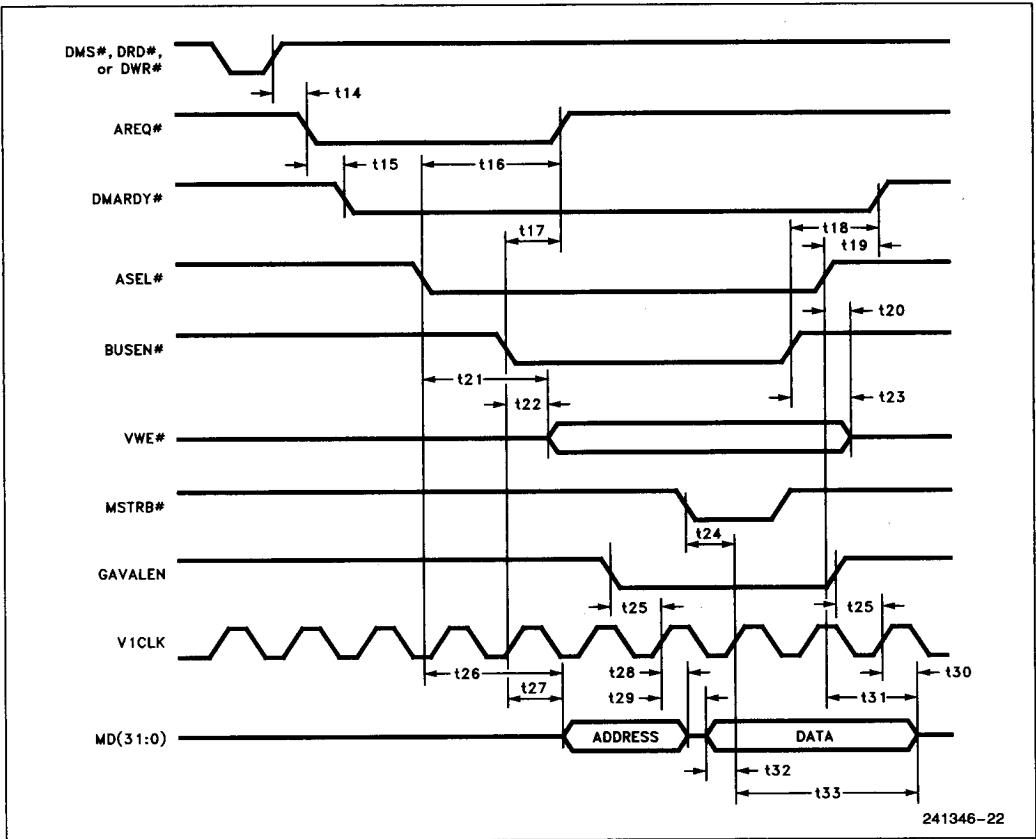 DMS#, DRD#,
or DWR#
t14
AREQ#
t15
t16
DMARDY#
t17
t18
t19
ASEL#
t20
BUSEN#
t21
t22
t23
VWE#
MSTRB#
t24
GAVALEN
t25
t25
V1CLK
t26
t28
t30
t27
t29
t31
MD(31:0)
ADDRESS
DATA
t32
t33
241346-22